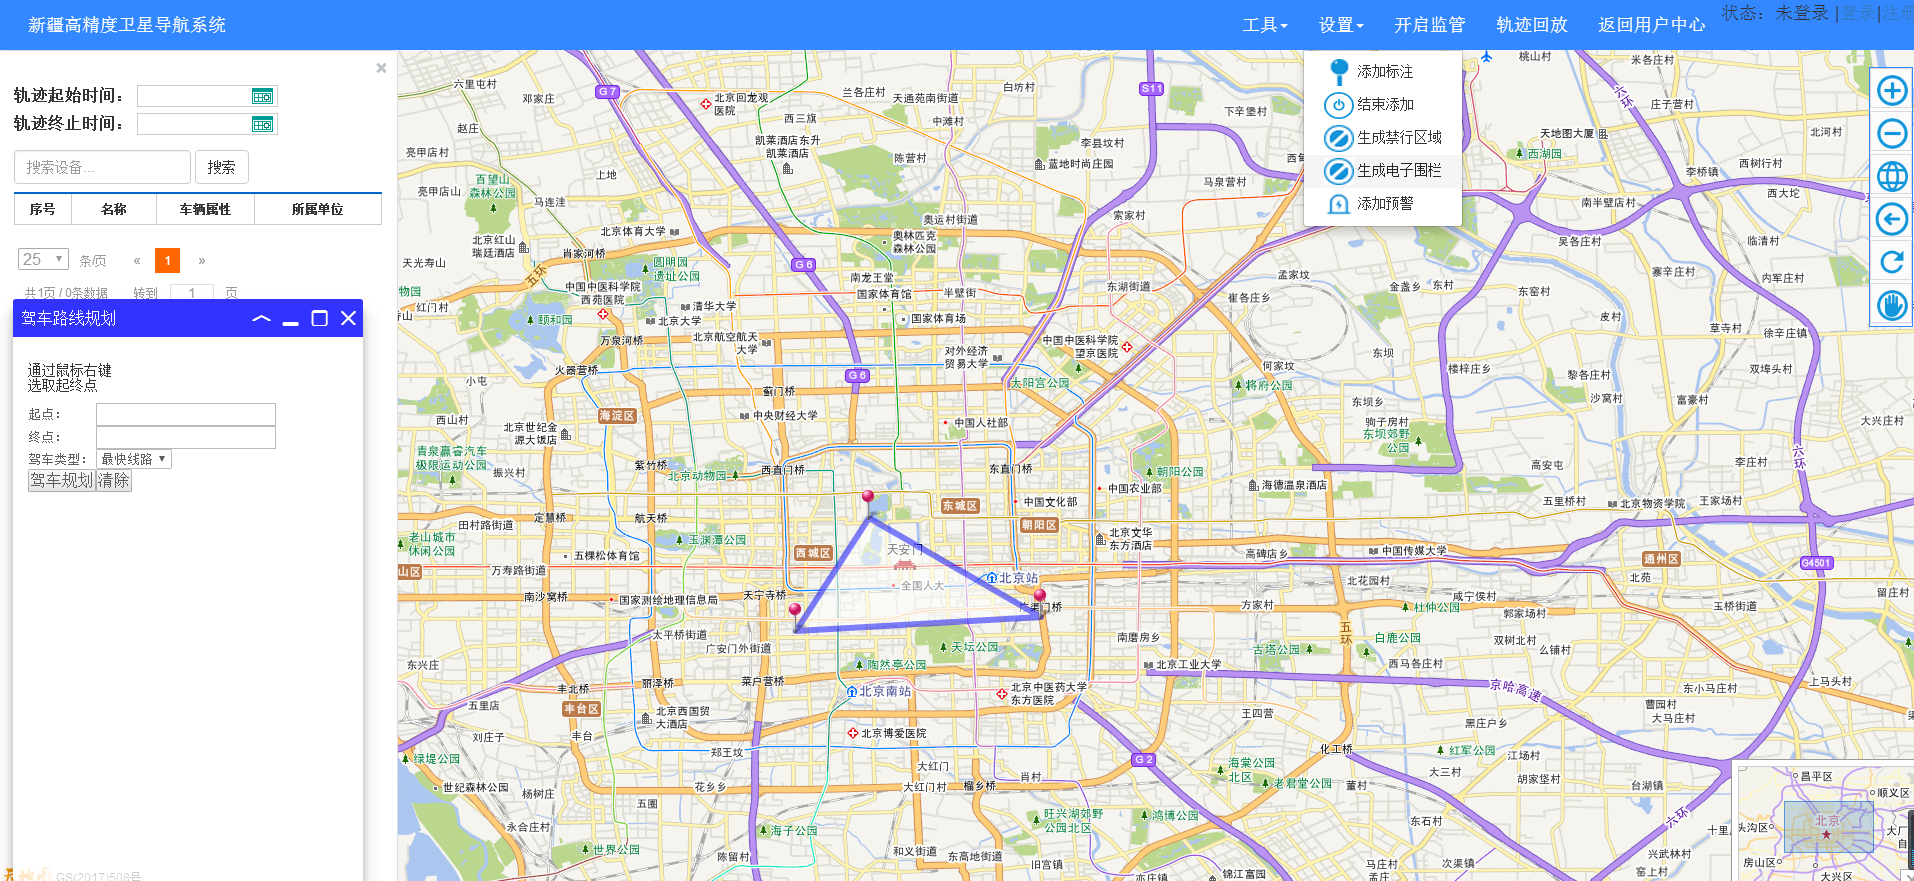 新疆高精度卫星导航系统
工具
设置
开启监管
轨迹回放
返回用户中心
状态：未登录 |登录|注册
轨迹起始时间：
轨迹终止时间：
搜索设备...
搜索
序号 名称 车辆属性 所属单位
25 条/页 « 1 »
共1页 / 0条数据 转到 1 页
驾车路线规划
通过鼠标右键
选取起终点
起点：
终点：
驾车类型： 最快线路
驾车规划 清除
GS(2017)508号
添加标注
结束添加
生成禁行区域
生成电子围栏
添加预警
六里屯村
邓家庄
G7
北京回龙观
医院
兰各庄村
天通苑南街道
白坊村
S11
桃山村
米各庄村
六环
庄子营村
赵庄
西三旗
中滩村
下辛堡村
天地图大厦
北河村
亮甲店村
凯莱酒店东升
凯莱酒店
李县坟村
西湖园
陈营村
蓝地时尚庄园
西树行村
李桥镇
上地
百望山
森林公园
亮甲店山
马连洼
马泉营村
西大坨
南半壁店村
奥运村街道
索家村
北京体育大学
奥林匹克
森林公园
北京红山
瑞廷酒店
肖家河桥
吴各庄村
临清村
天光寿山
五环
圆明园
遗址公园
G6
南龙王堂
孟家坟
寨辛庄村
内军庄村
中国中医科学院
西苑医院
国家体育馆
半壁街
东湖街道
崔各庄乡
金盏乡
东窑村
红门村
清华大学
颐和园
北京大学
国家体育场
皮村
草寺村
徐辛庄镇
万泉河桥
北京航空航天
大学
对外经济
贸易大学
中国中医科学院
望京医院
东坝
火器营桥
G6
何家坟
楼梓庄乡
黎各庄村
双埠头村
小屯
太阳宫公园
将府公园
蓟门桥
沙窝村
富豪村
西山村
海淀区
中央财经大学
中国人社部
东坝乡
驹子房村
东坝郊野
公园
大兴庄村
北京世纪金
源大饭店
青泉赢睿汽车
极限运动公园
紫竹桥
西直门桥
东直门桥
朝阳公园
高安屯
李庄村
六环
振兴村
北京动物园
海德温泉酒店
中国农业部
中国文化部
东城区
五里桥村
北京物资学院
王家场村
田村路街道
定慧桥
航天桥
朝阳区
老山城市
休闲公园
玉渊潭公园
西城区
天安门
北京文华
东方酒店
五棵松体育馆
高碑店乡
中国传媒大学
通州区
G4501
万寿路街道
全国人大
北京站
北花园村
北苑
南沙窝桥
国家测绘地理信息局
天宁寺桥
广渠门桥
方家村
杜仲公园
咸宁侯村
郭家场村
玉桥街道
留庄村
太平桥街道
广安门外街道
天坛公园
南磨房乡
五环
白鹿公园
双树北村
么铺村
东兴庄
陶然亭公园
北京工业大学
古塔公园
西马各庄村
丰北桥
丽泽桥
菜户营桥
北京南站
北京中医药大学
东方医院
京哈高速
东小马庄村
上马头村
五里店
丰台区
北京西国贸
大酒店
王四营
曹园村
大马庄村
黑庄户乡
刘庄子
丰台
郑王坟
北京博爱医院
化工桥
红军公园
江场村
绿堤公园
G2
大红门
肖村
海棠公园
北区
老君堂公园
董村
大三村
胡家垡村
台湖镇
世纪森林公园
杨树庄
花乡乡
大红门村
榴乡桥
五圈
旺兴湖郊野
公园北区
鸿博公园
东石村
六环
永合庄村
海子公园
世界公园
陈留村
和义街道
东高地街道
旧宫镇
锦江富园
亦庄镇
马庄村
孟庄
次渠镇
兴武林村
窑上村
十里
昌平区
顺义区
北京
头沟区
大厂
房山区
大兴区